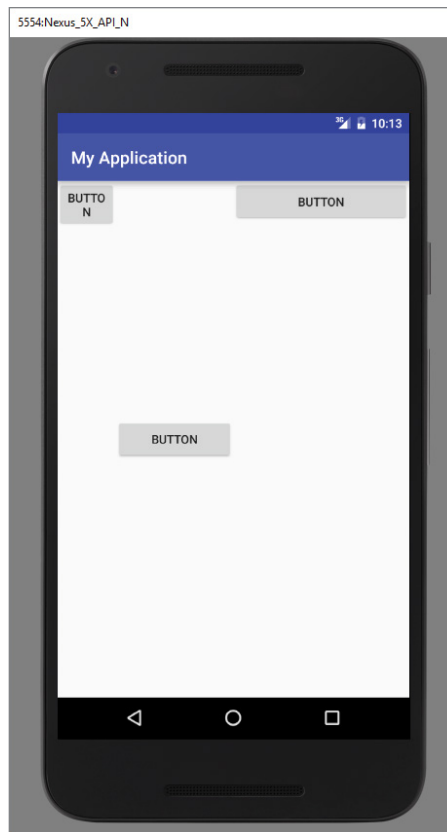 5554:Nexus_5X_API_N
3G 10:13
My Application
BUTTO
N
BUTTON
BUTTON